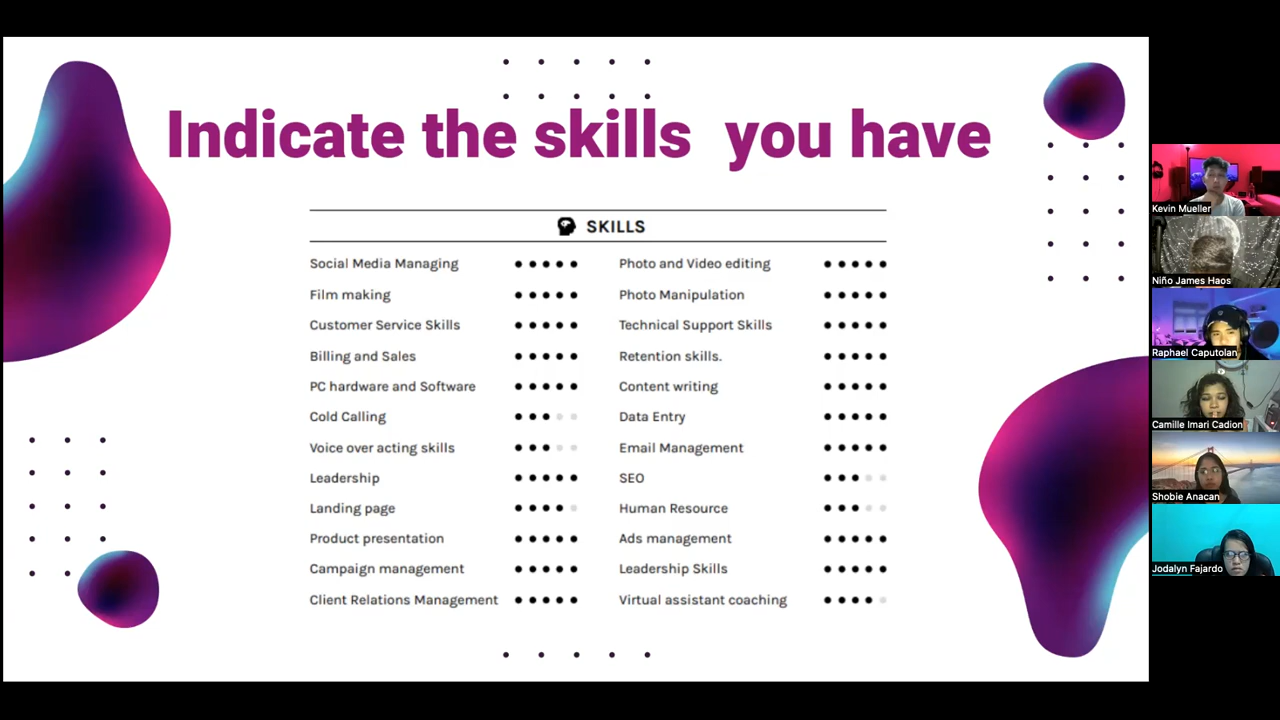 Indicate the skills you have
SKILLS
Social Media Managing
Film making
Customer Service Skills
Billing and Sales
PC hardware and Software
Cold Calling
Voice over acting skills
Leadership
Landing page
Product presentation
Campaign management
Client Relations Management
Photo and Video editing
Photo Manipulation
Technical Support Skills
Retention skills.
Content writing
Data Entry
Email Management
SEO
Human Resource
Ads management
Leadership Skills
Virtual assistant coaching
Kevin Mueller
Niño James Haos
Raphael Caputolan
Camille Imari Cadion
Shobie Anacan
Jodalyn Fajardo